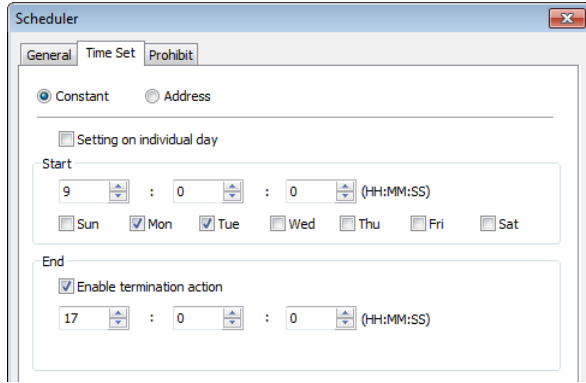 Scheduler
General Time Set Prohibit
Constant Address
Setting on individual day
Start
9 : 0 : 0 (HH:MM:SS)
Sun Mon Tue Wed Thu Fri Sat
End
Enable termination action
17 : 0 : 0 (HH:MM:SS)